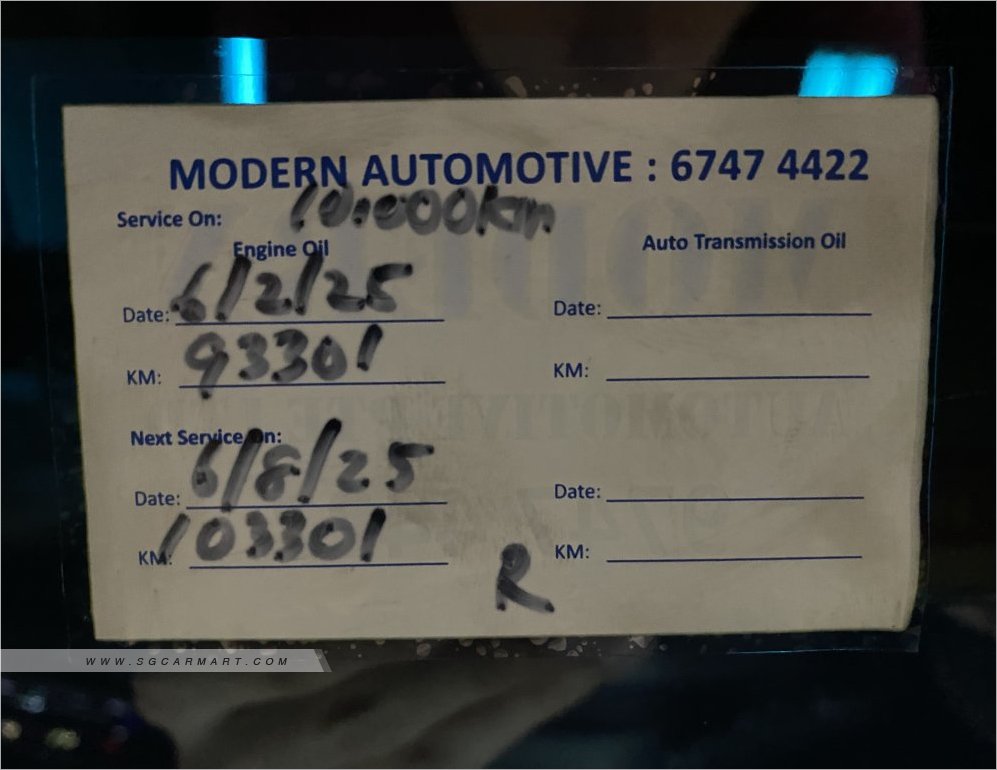 MODERN AUTOMOTIVE : 6747 4422
Service On: 10.000km
Engine Oil
Date: 6/2/25
KM: 93301
Next Service On:
Date: 6/8/25
KM: 103301
Auto Transmission Oil
Date:
KM:
Date:
KM:
R
WWW.SGCARMART.COM